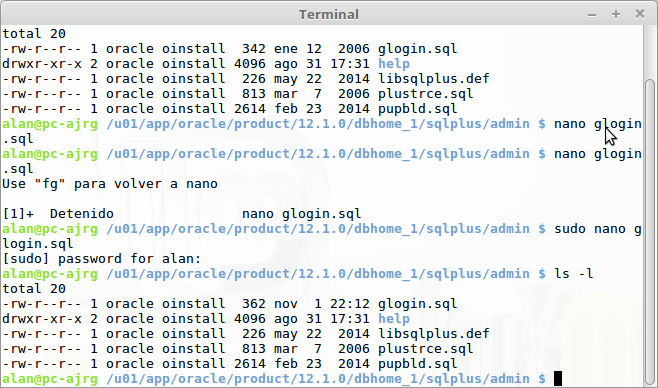 Terminal
total 20
-rw-r--r-- 1 oracle oinstall  342 ene 12  2006 glogin.sql
drwxr-xr-x 2 oracle oinstall 4096 ago 31 17:31 help
-rw-r--r-- 1 oracle oinstall  226 may 22  2014 libsqlplus.def
-rw-r--r-- 1 oracle oinstall  813 mar  7  2006 plustrce.sql
-rw-r--r-- 1 oracle oinstall 2614 feb 23  2014 pupbld.sql
alan@pc-ajrg /u01/app/oracle/product/12.1.0/dbhome_1/sqlplus/admin $ nano glogin
.sql
alan@pc-ajrg /u01/app/oracle/product/12.1.0/dbhome_1/sqlplus/admin $ nano glogin
.sql
Use "fg" para volver a nano

[1]+  Detenido                nano glogin.sql
alan@pc-ajrg /u01/app/oracle/product/12.1.0/dbhome_1/sqlplus/admin $ sudo nano g
login.sql
[sudo] password for alan:
alan@pc-ajrg /u01/app/oracle/product/12.1.0/dbhome_1/sqlplus/admin $ ls -l
total 20
-rw-r--r-- 1 oracle oinstall  362 nov  1 22:12 glogin.sql
drwxr-xr-x 2 oracle oinstall 4096 ago 31 17:31 help
-rw-r--r-- 1 oracle oinstall  226 may 22  2014 libsqlplus.def
-rw-r--r-- 1 oracle oinstall  813 mar  7  2006 plustrce.sql
-rw-r--r-- 1 oracle oinstall 2614 feb 23  2014 pupbld.sql
alan@pc-ajrg /u01/app/oracle/product/12.1.0/dbhome_1/sqlplus/admin $